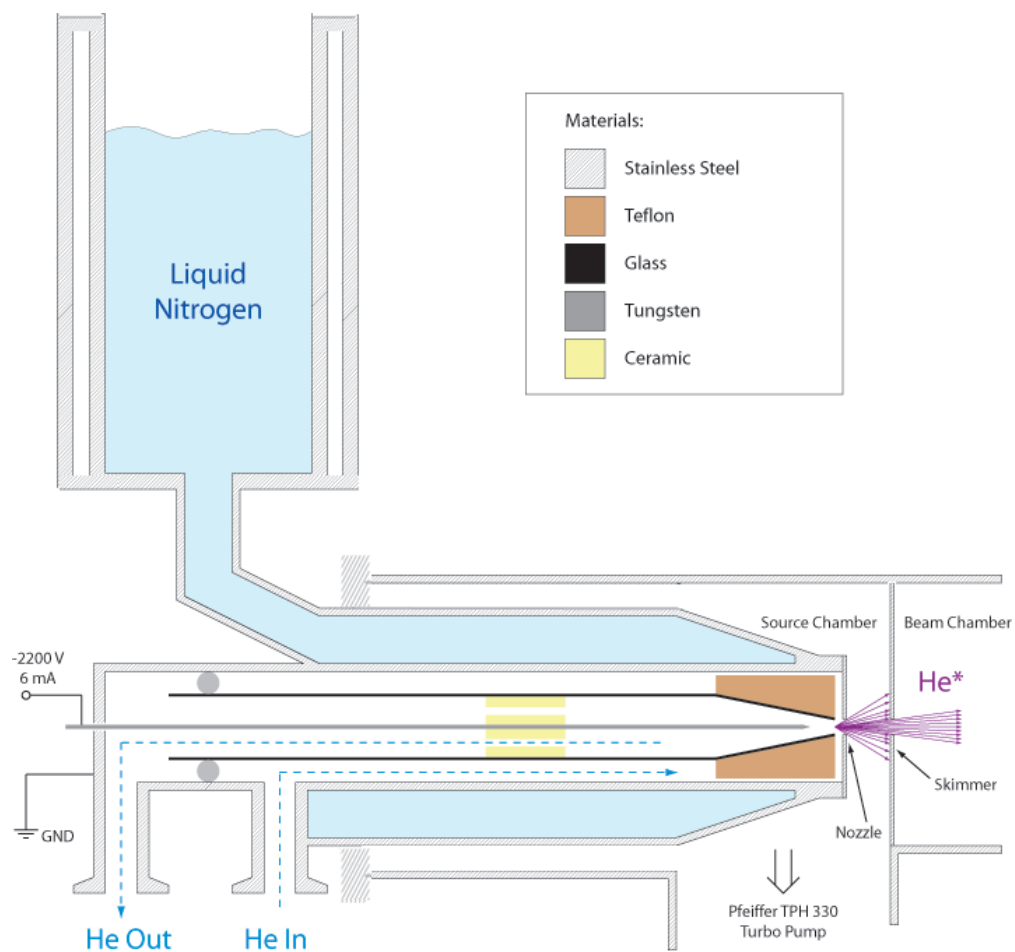 Liquid
Nitrogen
Materials:
Stainless Steel
Teflon
Glass
Tungsten
Ceramic
Source Chamber
Beam Chamber
-2200 V
6 mA
He*
Skimmer
Nozzle
GND
Pfeiffer TPH 330
Turbo Pump
He Out
He In